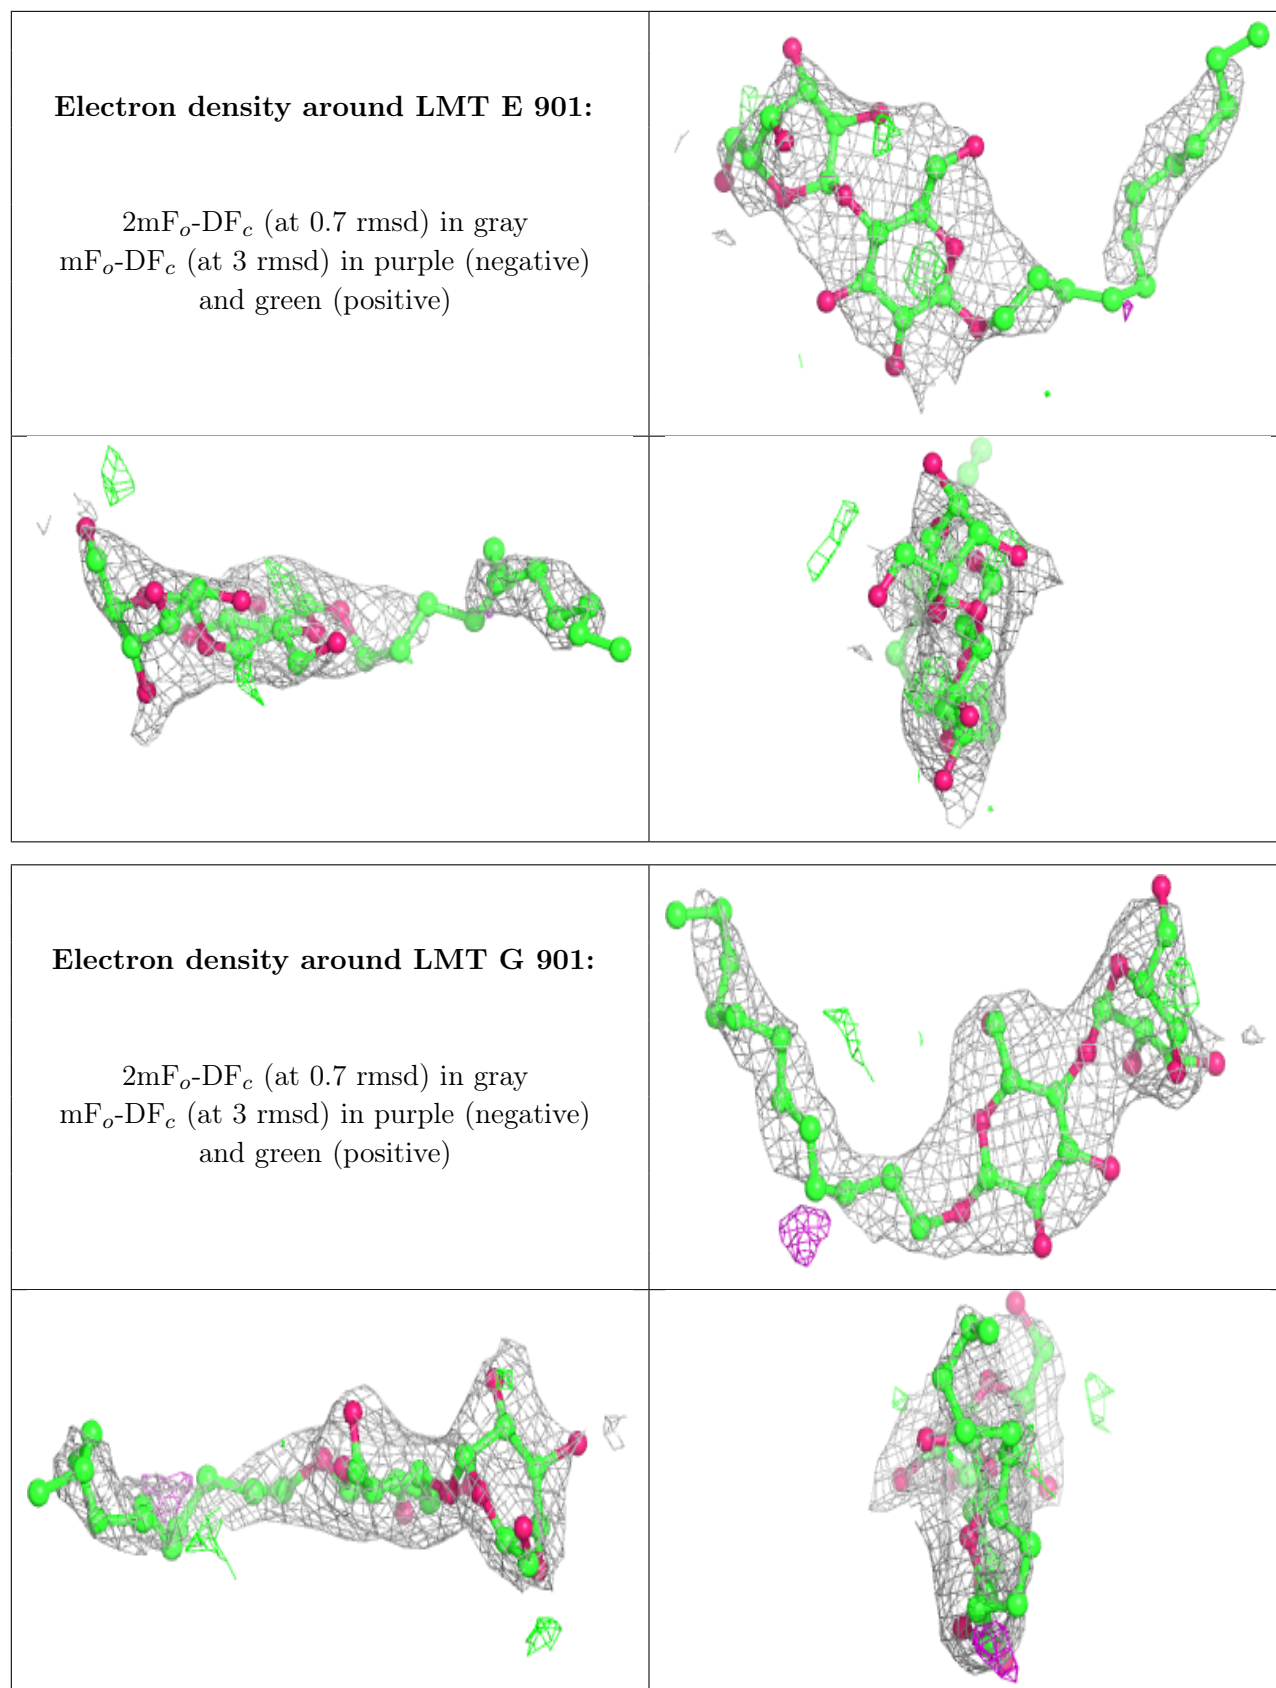 Electron density around LMT E 901:
2mFₒ-DF𝒸 (at 0.7 rmsd) in gray
mFₒ-DF𝒸 (at 3 rmsd) in purple (negative)
and green (positive)
Electron density around LMT G 901:
2mFₒ-DF𝒸 (at 0.7 rmsd) in gray
mFₒ-DF𝒸 (at 3 rmsd) in purple (negative)
and green (positive)